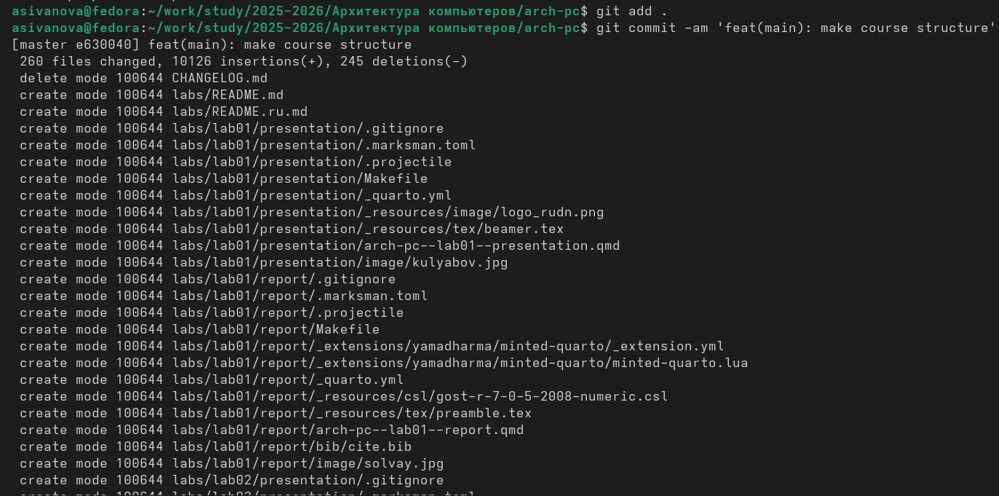 asivanova@fedora:~/work/study/2025-2026/Архитектура компьютеров/arch-pc$ git add .
asivanova@fedora:~/work/study/2025-2026/Архитектура компьютеров/arch-pc$ git commit -am 'feat(main): make course structure'
[master e630040] feat(main): make course structure
 260 files changed, 10126 insertions(+), 245 deletions(-)
 delete mode 100644 CHANGELOG.md
 create mode 100644 labs/README.md
 create mode 100644 labs/README.ru.md
 create mode 100644 labs/lab01/presentation/.gitignore
 create mode 100644 labs/lab01/presentation/.marksman.toml
 create mode 100644 labs/lab01/presentation/.projectile
 create mode 100644 labs/lab01/presentation/Makefile
 create mode 100644 labs/lab01/presentation/_quarto.yml
 create mode 100644 labs/lab01/presentation/_resources/image/logo_rudn.png
 create mode 100644 labs/lab01/presentation/_resources/tex/beamer.tex
 create mode 100644 labs/lab01/presentation/arch-pc--lab01--presentation.qmd
 create mode 100644 labs/lab01/presentation/image/kulyabov.jpg
 create mode 100644 labs/lab01/report/.gitignore
 create mode 100644 labs/lab01/report/.marksman.toml
 create mode 100644 labs/lab01/report/.projectile
 create mode 100644 labs/lab01/report/Makefile
 create mode 100644 labs/lab01/report/_extensions/yamadharma/minted-quarto/_extension.yml
 create mode 100644 labs/lab01/report/_extensions/yamadharma/minted-quarto/minted-quarto.lua
 create mode 100644 labs/lab01/report/_quarto.yml
 create mode 100644 labs/lab01/report/_resources/csl/gost-r-7-0-5-2008-numeric.csl
 create mode 100644 labs/lab01/report/_resources/tex/preamble.tex
 create mode 100644 labs/lab01/report/arch-pc--lab01--report.qmd
 create mode 100644 labs/lab01/report/bib/cite.bib
 create mode 100644 labs/lab01/report/image/solvay.jpg
 create mode 100644 labs/lab02/presentation/.gitignore